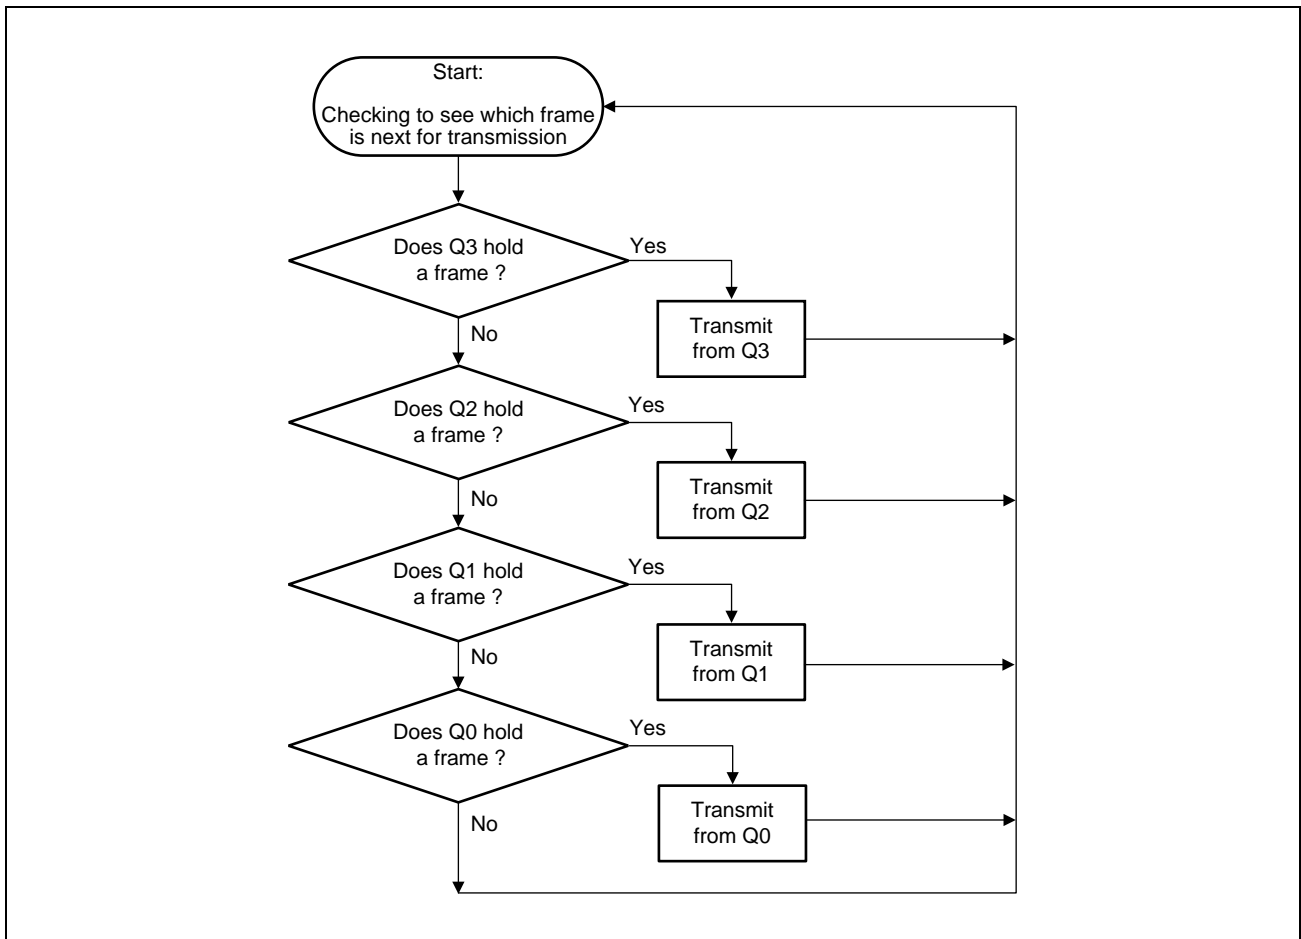 Start:
Checking to see which frame
is next for transmission
Does Q3 hold
a frame ?
Yes
Transmit
from Q3
No
Does Q2 hold
a frame ?
Yes
Transmit
from Q2
No
Does Q1 hold
a frame ?
Yes
Transmit
from Q1
No
Does Q0 hold
a frame ?
Yes
Transmit
from Q0
No